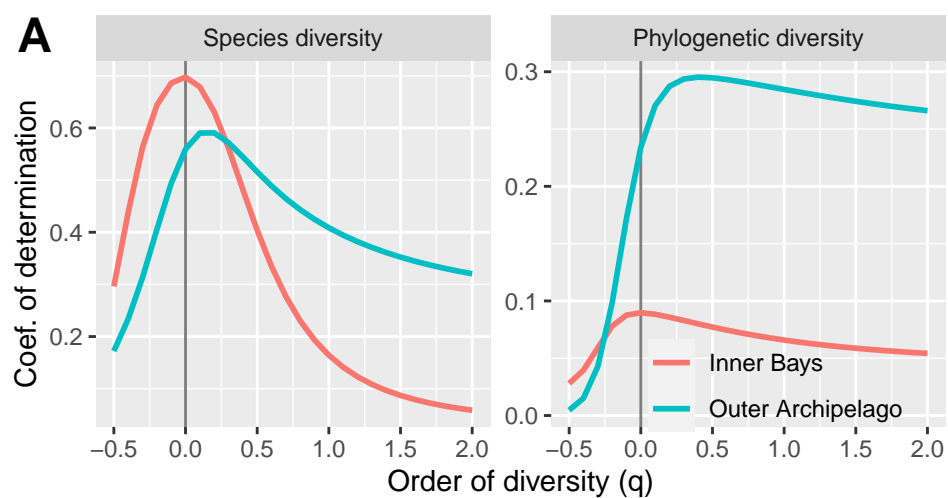 A
Species diversity
Phylogenetic diversity
Coef. of determination
0.6
0.4
0.2
0.3
0.2
0.1
0.0
−0.5 0.0 0.5 1.0 1.5 2.0
−0.5 0.0 0.5 1.0 1.5 2.0
Inner Bays
Outer Archipelago
Order of diversity (q)